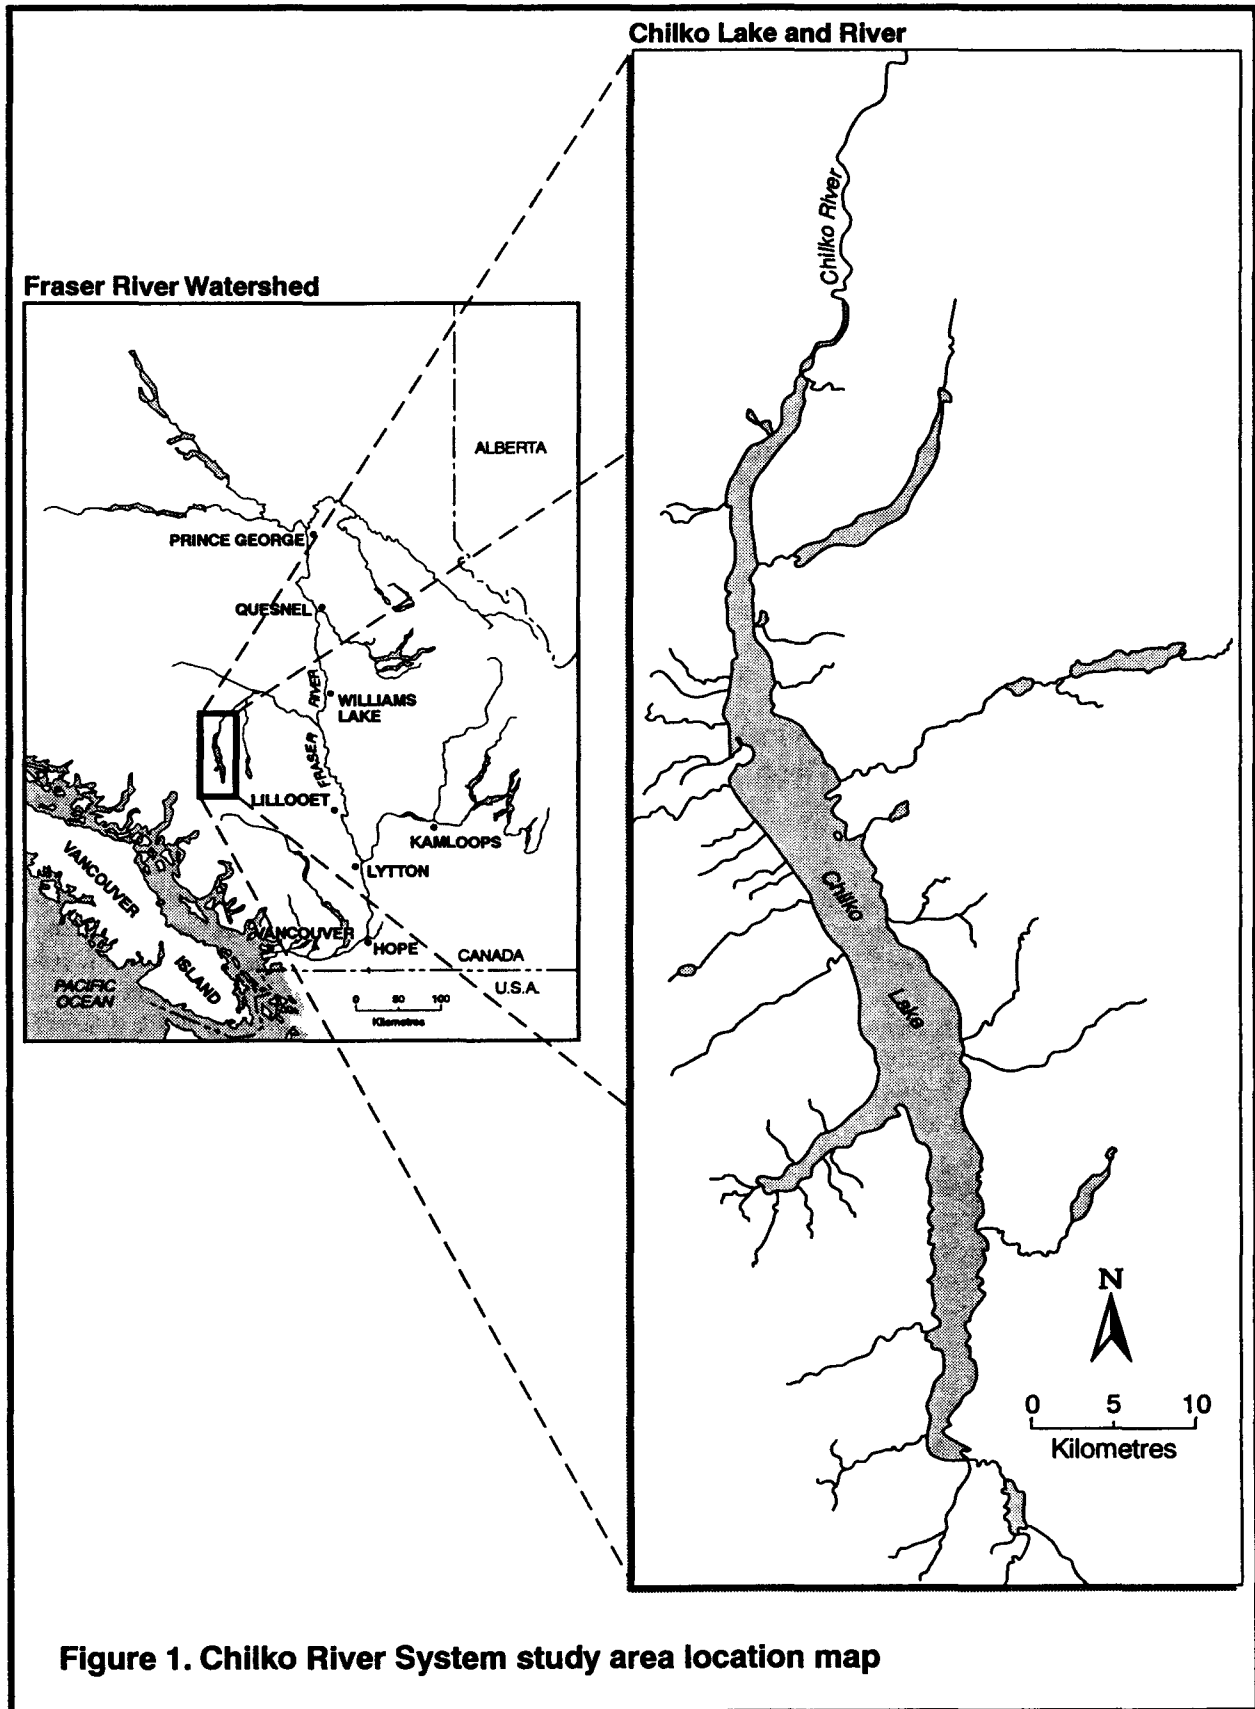 Chilko Lake and River
Chilko River
Fraser River Watershed
ALBERTA
PRINCE GEORGE
QUESNEL
WILLIAMS
LAKE
FRASER RIVER
LILLOOET
KAMLOOPS
LYTTON
VANCOUVER
ISLAND
VANCOUVER
HOPE
CANADA
U.S.A.
PACIFIC
OCEAN
0 50 100
Kilometres
Chilko
Lake
N
0 5 10
Kilometres
Figure 1. Chilko River System study area location map